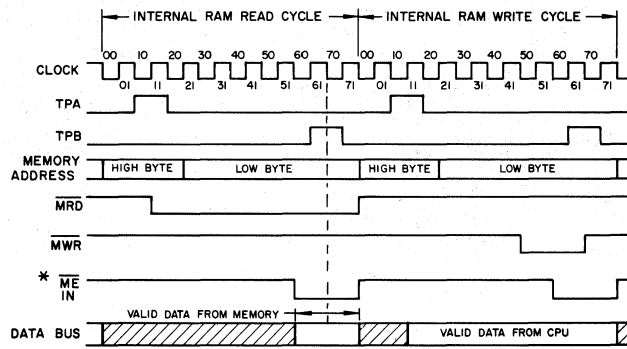 INTERNAL RAM READ CYCLE INTERNAL RAM WRITE CYCLE
00 10 20 30 40 50 60 70 00 10 20 30 40 50 60 70
CLOCK
01 11 21 31 41 51 61 71 01 11 21 31 41 51 61 71
TPA
TPB
MEMORY ADDRESS HIGH BYTE LOW BYTE HIGH BYTE LOW BYTE
MRD
MWR
* ME
IN
VALID DATA FROM MEMORY
DATA BUS VALID DATA FROM CPU